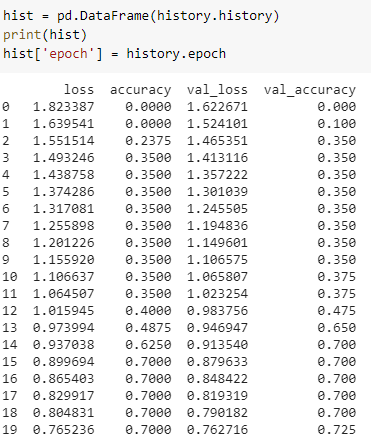 hist = pd.DataFrame(history.history)
print(hist)
hist['epoch'] = history.epoch
loss accuracy val_loss val_accuracy
0 1.823387 0.0000 1.622671 0.000
1 1.639541 0.0000 1.524101 0.100
2 1.551514 0.2375 1.465351 0.350
3 1.493246 0.3500 1.413116 0.350
4 1.438758 0.3500 1.357222 0.350
5 1.374286 0.3500 1.301039 0.350
6 1.317081 0.3500 1.245505 0.350
7 1.255898 0.3500 1.194836 0.350
8 1.201226 0.3500 1.149601 0.350
9 1.155920 0.3500 1.106575 0.350
10 1.106637 0.3500 1.065807 0.375
11 1.064507 0.3500 1.023254 0.375
12 1.015945 0.4000 0.983756 0.475
13 0.973994 0.4875 0.946947 0.650
14 0.937038 0.6250 0.913540 0.700
15 0.899694 0.7000 0.879633 0.700
16 0.865403 0.7000 0.848422 0.700
17 0.829917 0.7000 0.819319 0.700
18 0.804831 0.7000 0.790182 0.700
19 0.765236 0.7000 0.762716 0.725